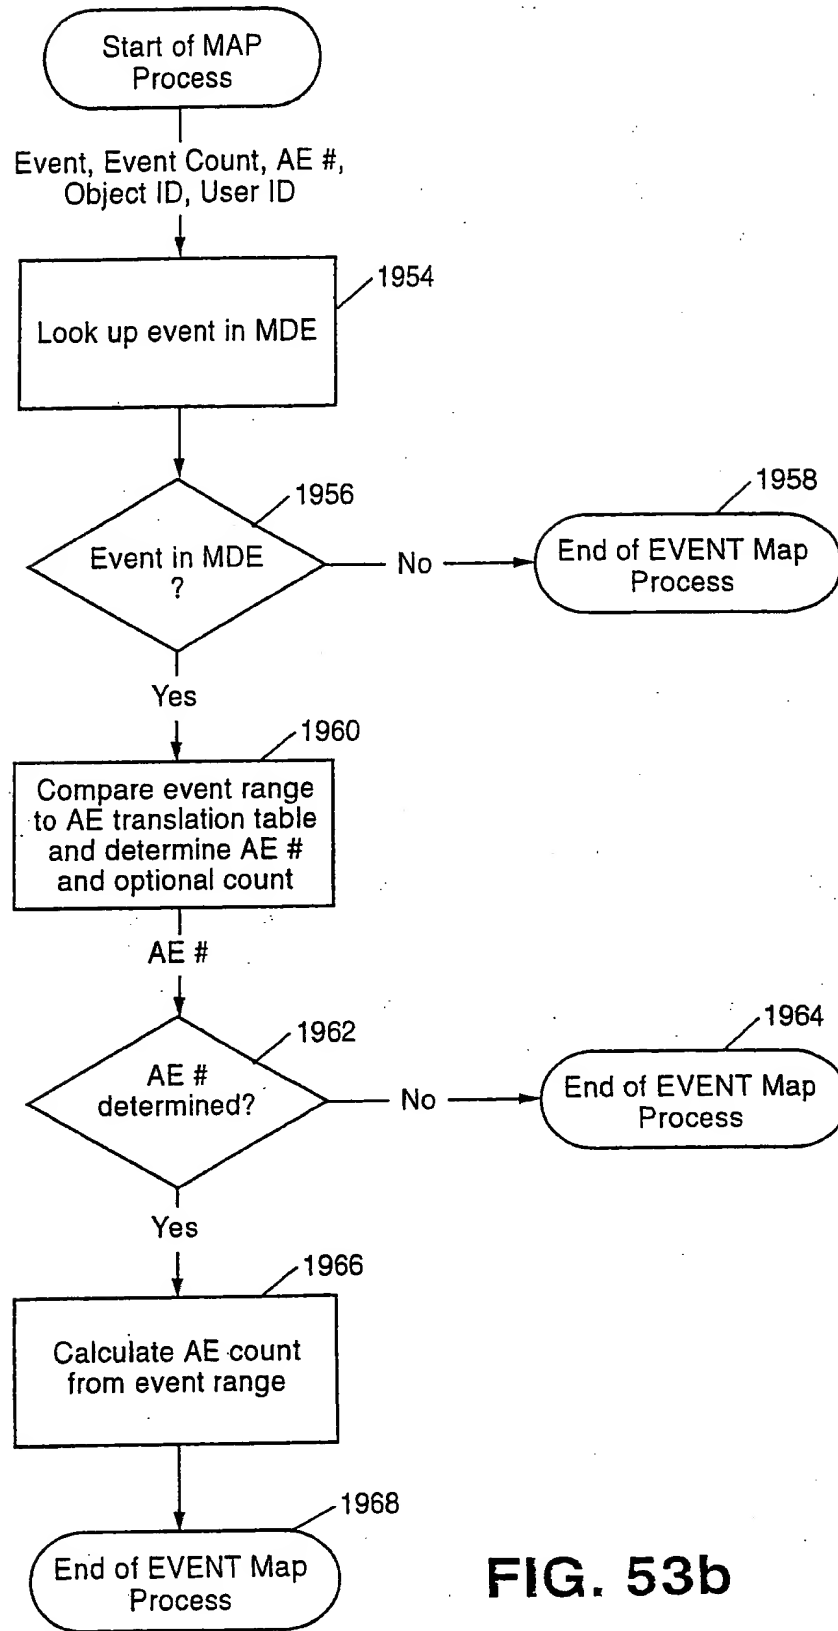 Start of MAP
Process
Event, Event Count, AE #,
Object ID, User ID
1954
Look up event in MDE
1956
Event in MDE
?
No
1958
End of EVENT Map
Process
Yes
1960
Compare event range
to AE translation table
and determine AE #
and optional count
AE #
1962
AE #
determined?
No
1964
End of EVENT Map
Process
Yes
1966
Calculate AE count
from event range
1968
End of EVENT Map
Process
FIG. 53b